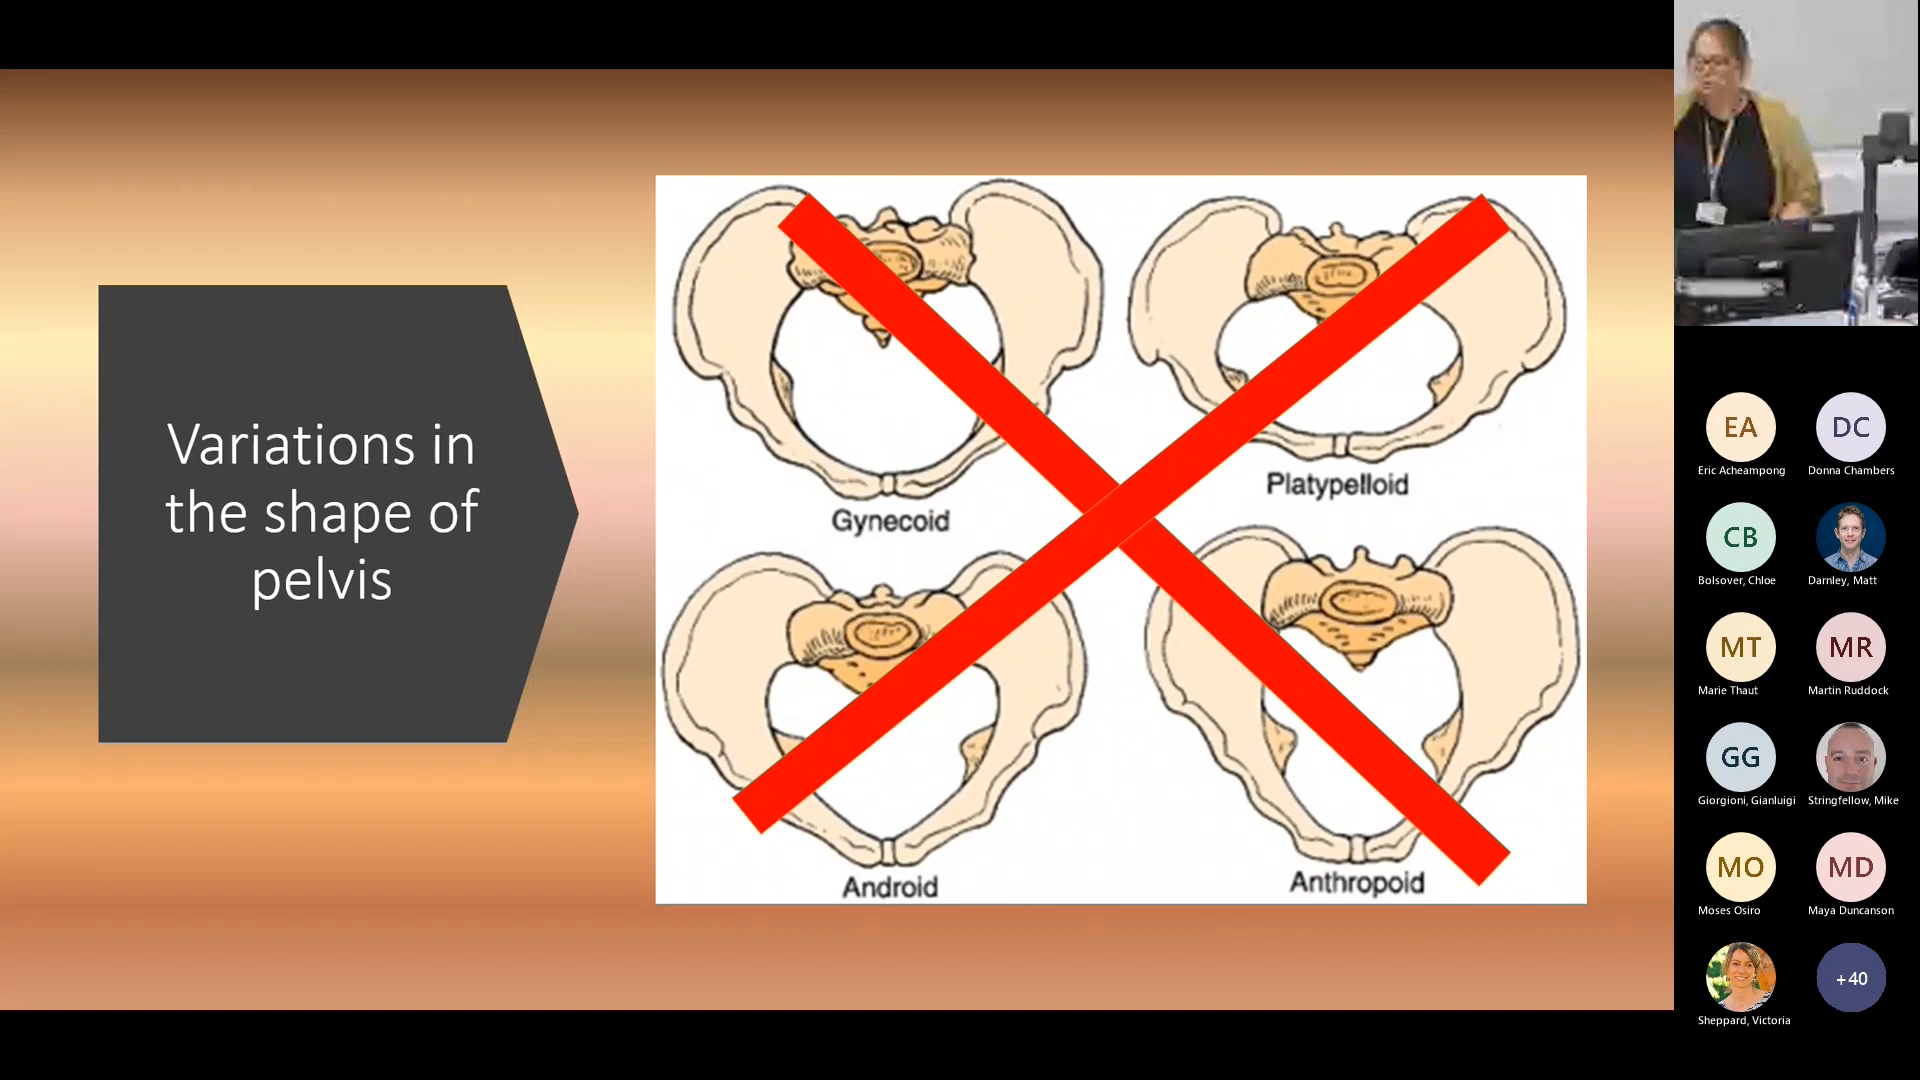 Variations in
the shape of
pelvis
Gynecoid
Platypelloid
Android
Anthropoid
EA
Eric Acheampong
DC
Donna Chambers
CB
Bolsover, Chloe
Darnley, Matt
MT
Marie Thaut
MR
Martin Ruddock
GG
Giorgioni, Gianluigi
Stringfellow, Mike
MO
Moses Osiro
MD
Maya Duncanson
Sheppard, Victoria
+40